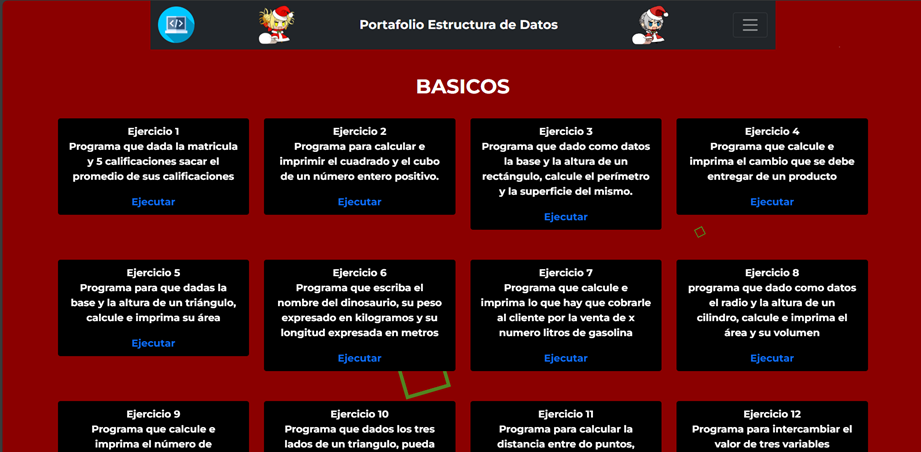 Portafolio Estructura de Datos
BASICOS
Ejercicio 1
Programa que dada la matricula
y 5 calificaciones sacar el
promedio de sus calificaciones
Ejecutar
Ejercicio 2
Programa para calcular e
imprimir el cuadrado y el cubo
de un número entero positivo.
Ejecutar
Ejercicio 3
Programa que dado como datos
la base y la altura de un
rectángulo, calcule el perímetro
y la superficie del mismo.
Ejecutar
Ejercicio 4
Programa que calcule e
imprima el cambio que se debe
entregar de un producto
Ejecutar
Ejercicio 5
Programa para que dadas la
base y la altura de un triángulo,
calcule e imprima su área
Ejecutar
Ejercicio 6
Programa que escriba el
nombre del dinosaurio, su peso
expresado en kilogramos y su
longitud expresada en metros
Ejecutar
Ejercicio 7
Programa que calcule e
imprima lo que hay que cobrarle
al cliente por la venta de x
numero litros de gasolina
Ejecutar
Ejercicio 8
programa que dado como datos
el radio y la altura de un
cilindro, calcule e imprima el
área y su volumen
Ejecutar
Ejercicio 9
Programa que calcule e
imprima el número de
Ejercicio 10
Programa que dados los tres
lados de un triangulo, pueda
Ejercicio 11
Programa para calcular la
distancia entre do puntos,
Ejercicio 12
Programa para intercambiar el
valor de tres variables